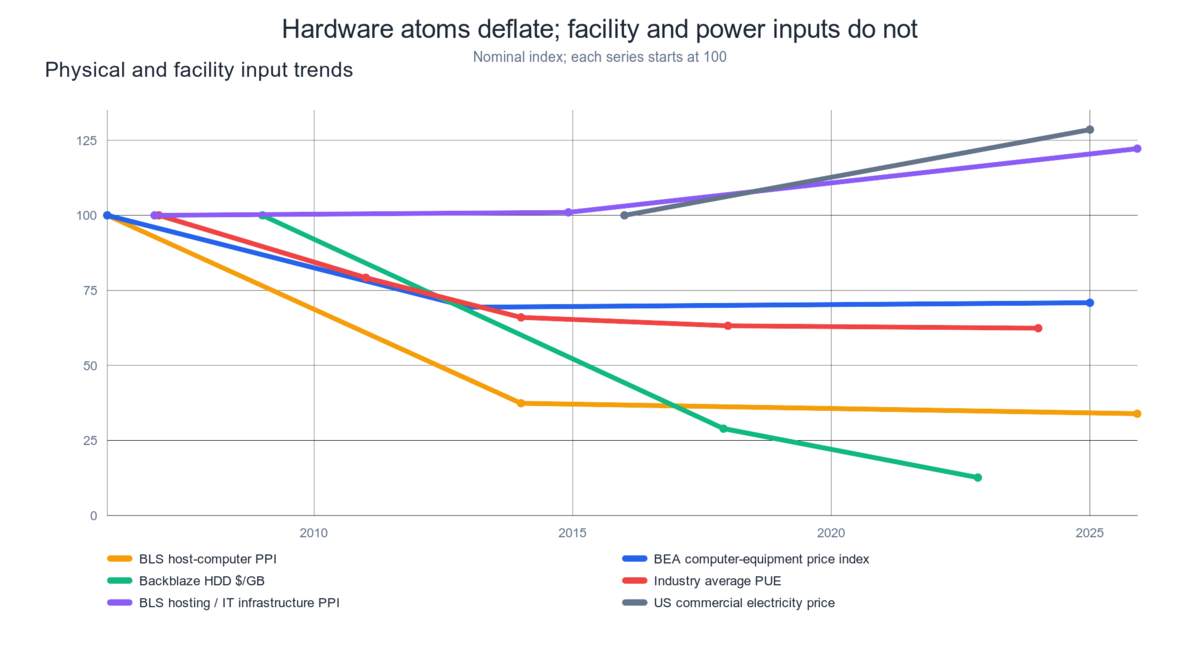 Hardware atoms deflate; facility and power inputs do not
Nominal index; each series starts at 100
Physical and facility input trends
125
100
75
50
25
0
2010
2015
2020
2025
BLS host-computer PPI
BEA computer-equipment price index
Backblaze HDD $/GB
Industry average PUE
BLS hosting / IT infrastructure PPI
US commercial electricity price